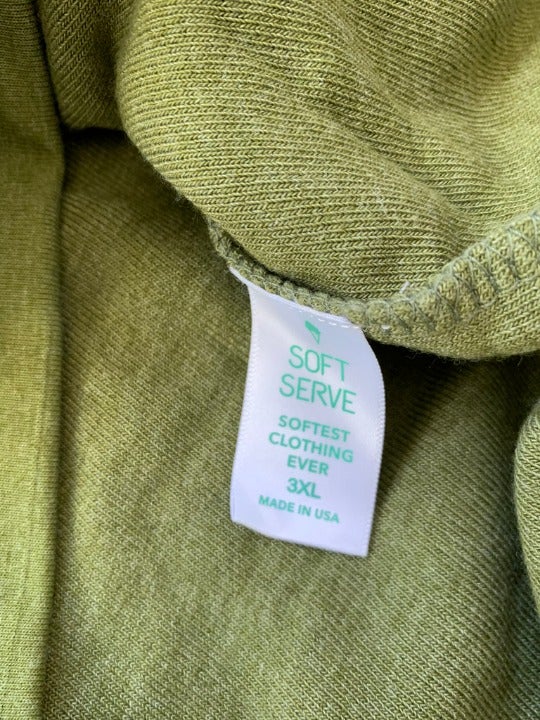 SOFT
SERVE
SOFTEST
CLOTHING
EVER
3XL
MADE IN USA